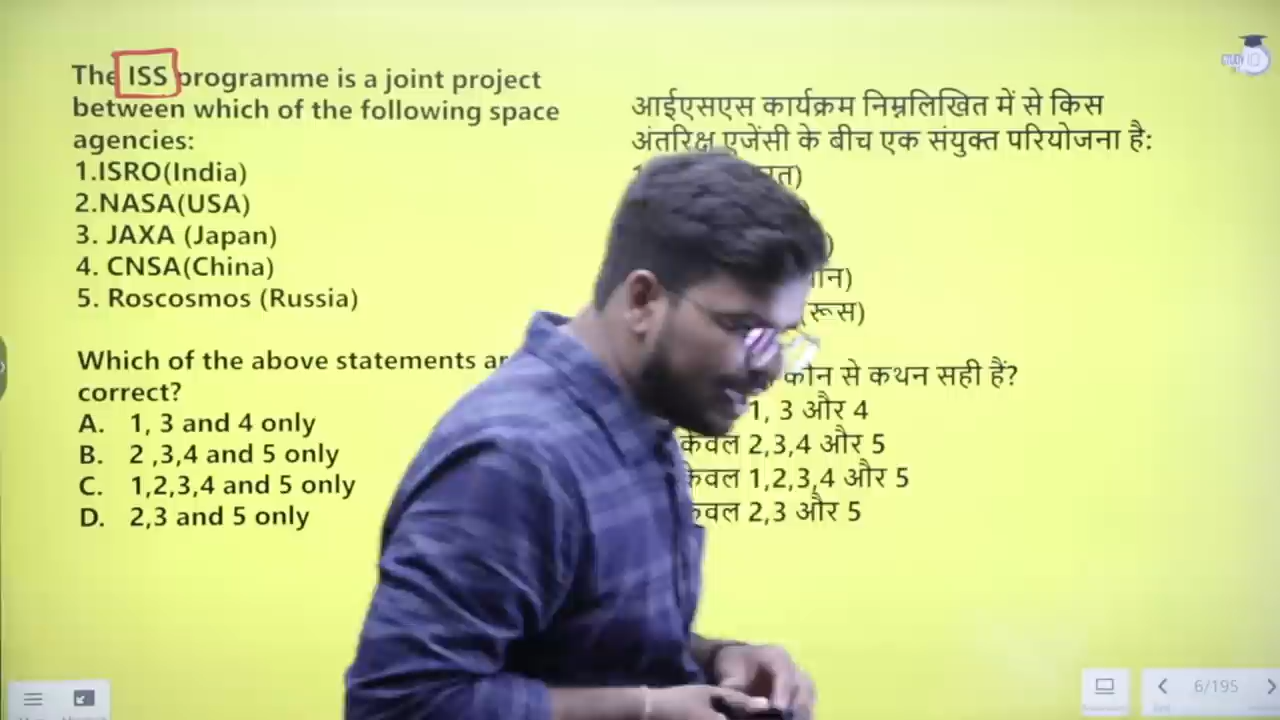 The ISS programme is a joint project
between which of the following space
agencies:
1.ISRO(India)
2.NASA(USA)
3. JAXA (Japan)
4. CNSA(China)
5. Roscosmos (Russia)
Which of the above statements
correct?
A. 1, 3 and 4 only
B. 2 ,3,4 and 5 only
C. 1,2,3,4 and 5 only
D. 2,3 and 5 only
आईएसएस कार्यक्रम निम्नलिखित में से किस
अंतरिक्ष एजेंसी के बीच एक संयुक्त परियोजना है:
(रूस)
कौन से कथन सही हैं?
1, 3 और 4
केवल 2,3,4 और 5
केवल 1,2,3,4 और 5
2,3 और 5
STUDY
6/195